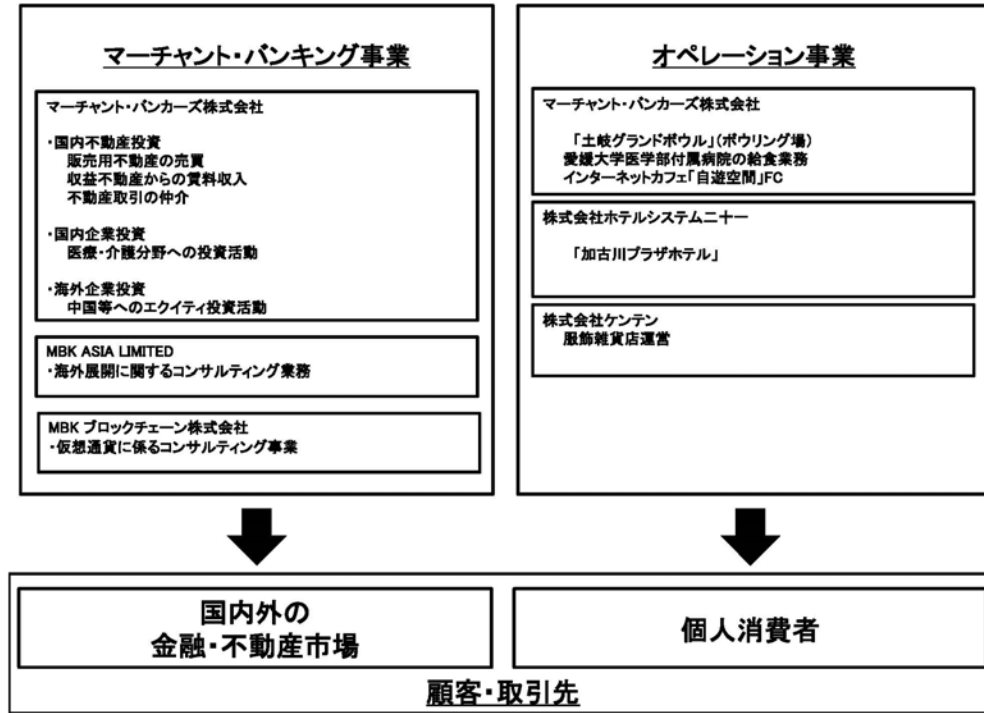 マーチャント・バンキング事業
マーチャント・バンカーズ株式会社
・国内不動産投資
販売用不動産の売買
収益不動産からの賃料収入
不動産取引の仲介
・国内企業投資
医療・介護分野への投資活動
・海外企業投資
中国等へのエクイティ投資活動
MBK ASIA LIMITED
・海外展開に関するコンサルティング業務
MBK ブロックチェーン株式会社
・仮想通貨に係るコンサルティング事業
オペレーション事業
マーチャント・バンカーズ株式会社
「土岐グランドボウル」(ボウリング場)
愛媛大学医学部付属病院の給食業務
インターネットカフェ「自遊空間」FC
株式会社ホテルシステム二十一
「加古川プラザホテル」
株式会社ケンテン
服飾雑貨店運営
国内外の
金融・不動産市場
個人消費者
顧客・取引先